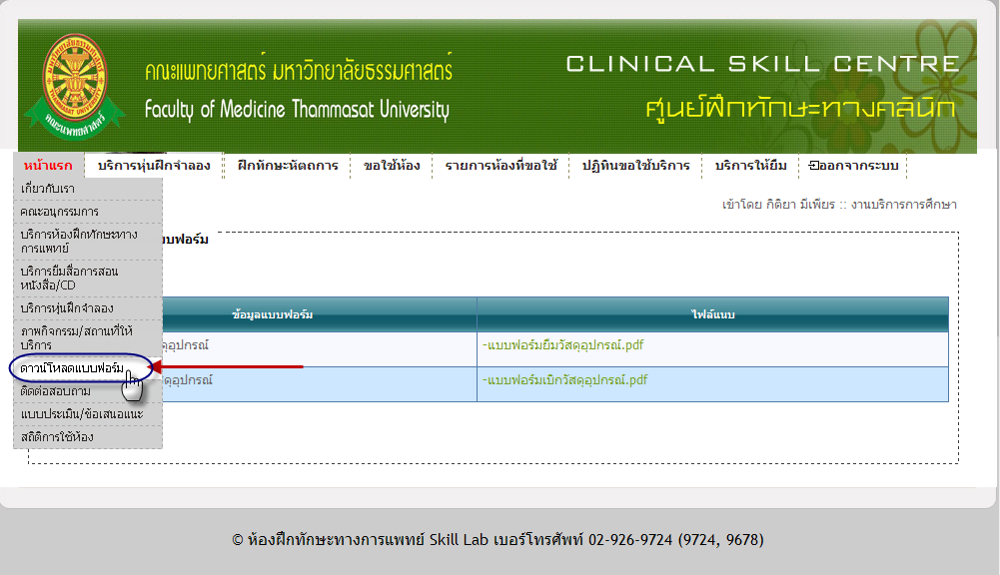 คณะแพทยศาสตร์ มหาวิทยาลัยธรรมศาสตร์
Faculty of Medicine Thammasat University
CLINICAL SKILL CENTRE
ศูนย์ฝึกทักษะทางคลินิก
มหาวิทยาลัยธรรมศาสตร์
THAMMASAT UNIVERSITY
คณะแพทยศาสตร์
หน้าแรก บริการหุ่นฝึกจำลอง ฝึกทักษะหัตถการ ขอใช้ห้อง รายการห้องที่ขอใช้ ปฏิทินขอใช้บริการ บริการให้ยืม ออกจากระบบ
เข้าโดย กิติยา มีเพียร :: งานบริการการศึกษา
เกี่ยวกับเรา
คณะอนุกรรมการ
บริการห้องฝึกทักษะทาง
การแพทย์
บริการยืมสื่อการสอน
หนังสือ/CD
บริการหุ่นฝึกจำลอง
ภาพกิจกรรม/สถานที่ให้
บริการ
ดาวน์โหลดแบบฟอร์ม
ติดต่อสอบถาม
แบบประเมิน/ข้อเสนอแนะ
สถิติการใช้ห้อง
บบฟอร์ม
ข้อมูลแบบฟอร์ม ไฟล์แนบ
ดุอุปกรณ์ -แบบฟอร์มยืมวัสดุอุปกรณ์.pdf
ดุอุปกรณ์ -แบบฟอร์มเบิกวัสดุอุปกรณ์.pdf
© ห้องฝึกทักษะทางการแพทย์ Skill Lab เบอร์โทรศัพท์ 02-926-9724 (9724, 9678)